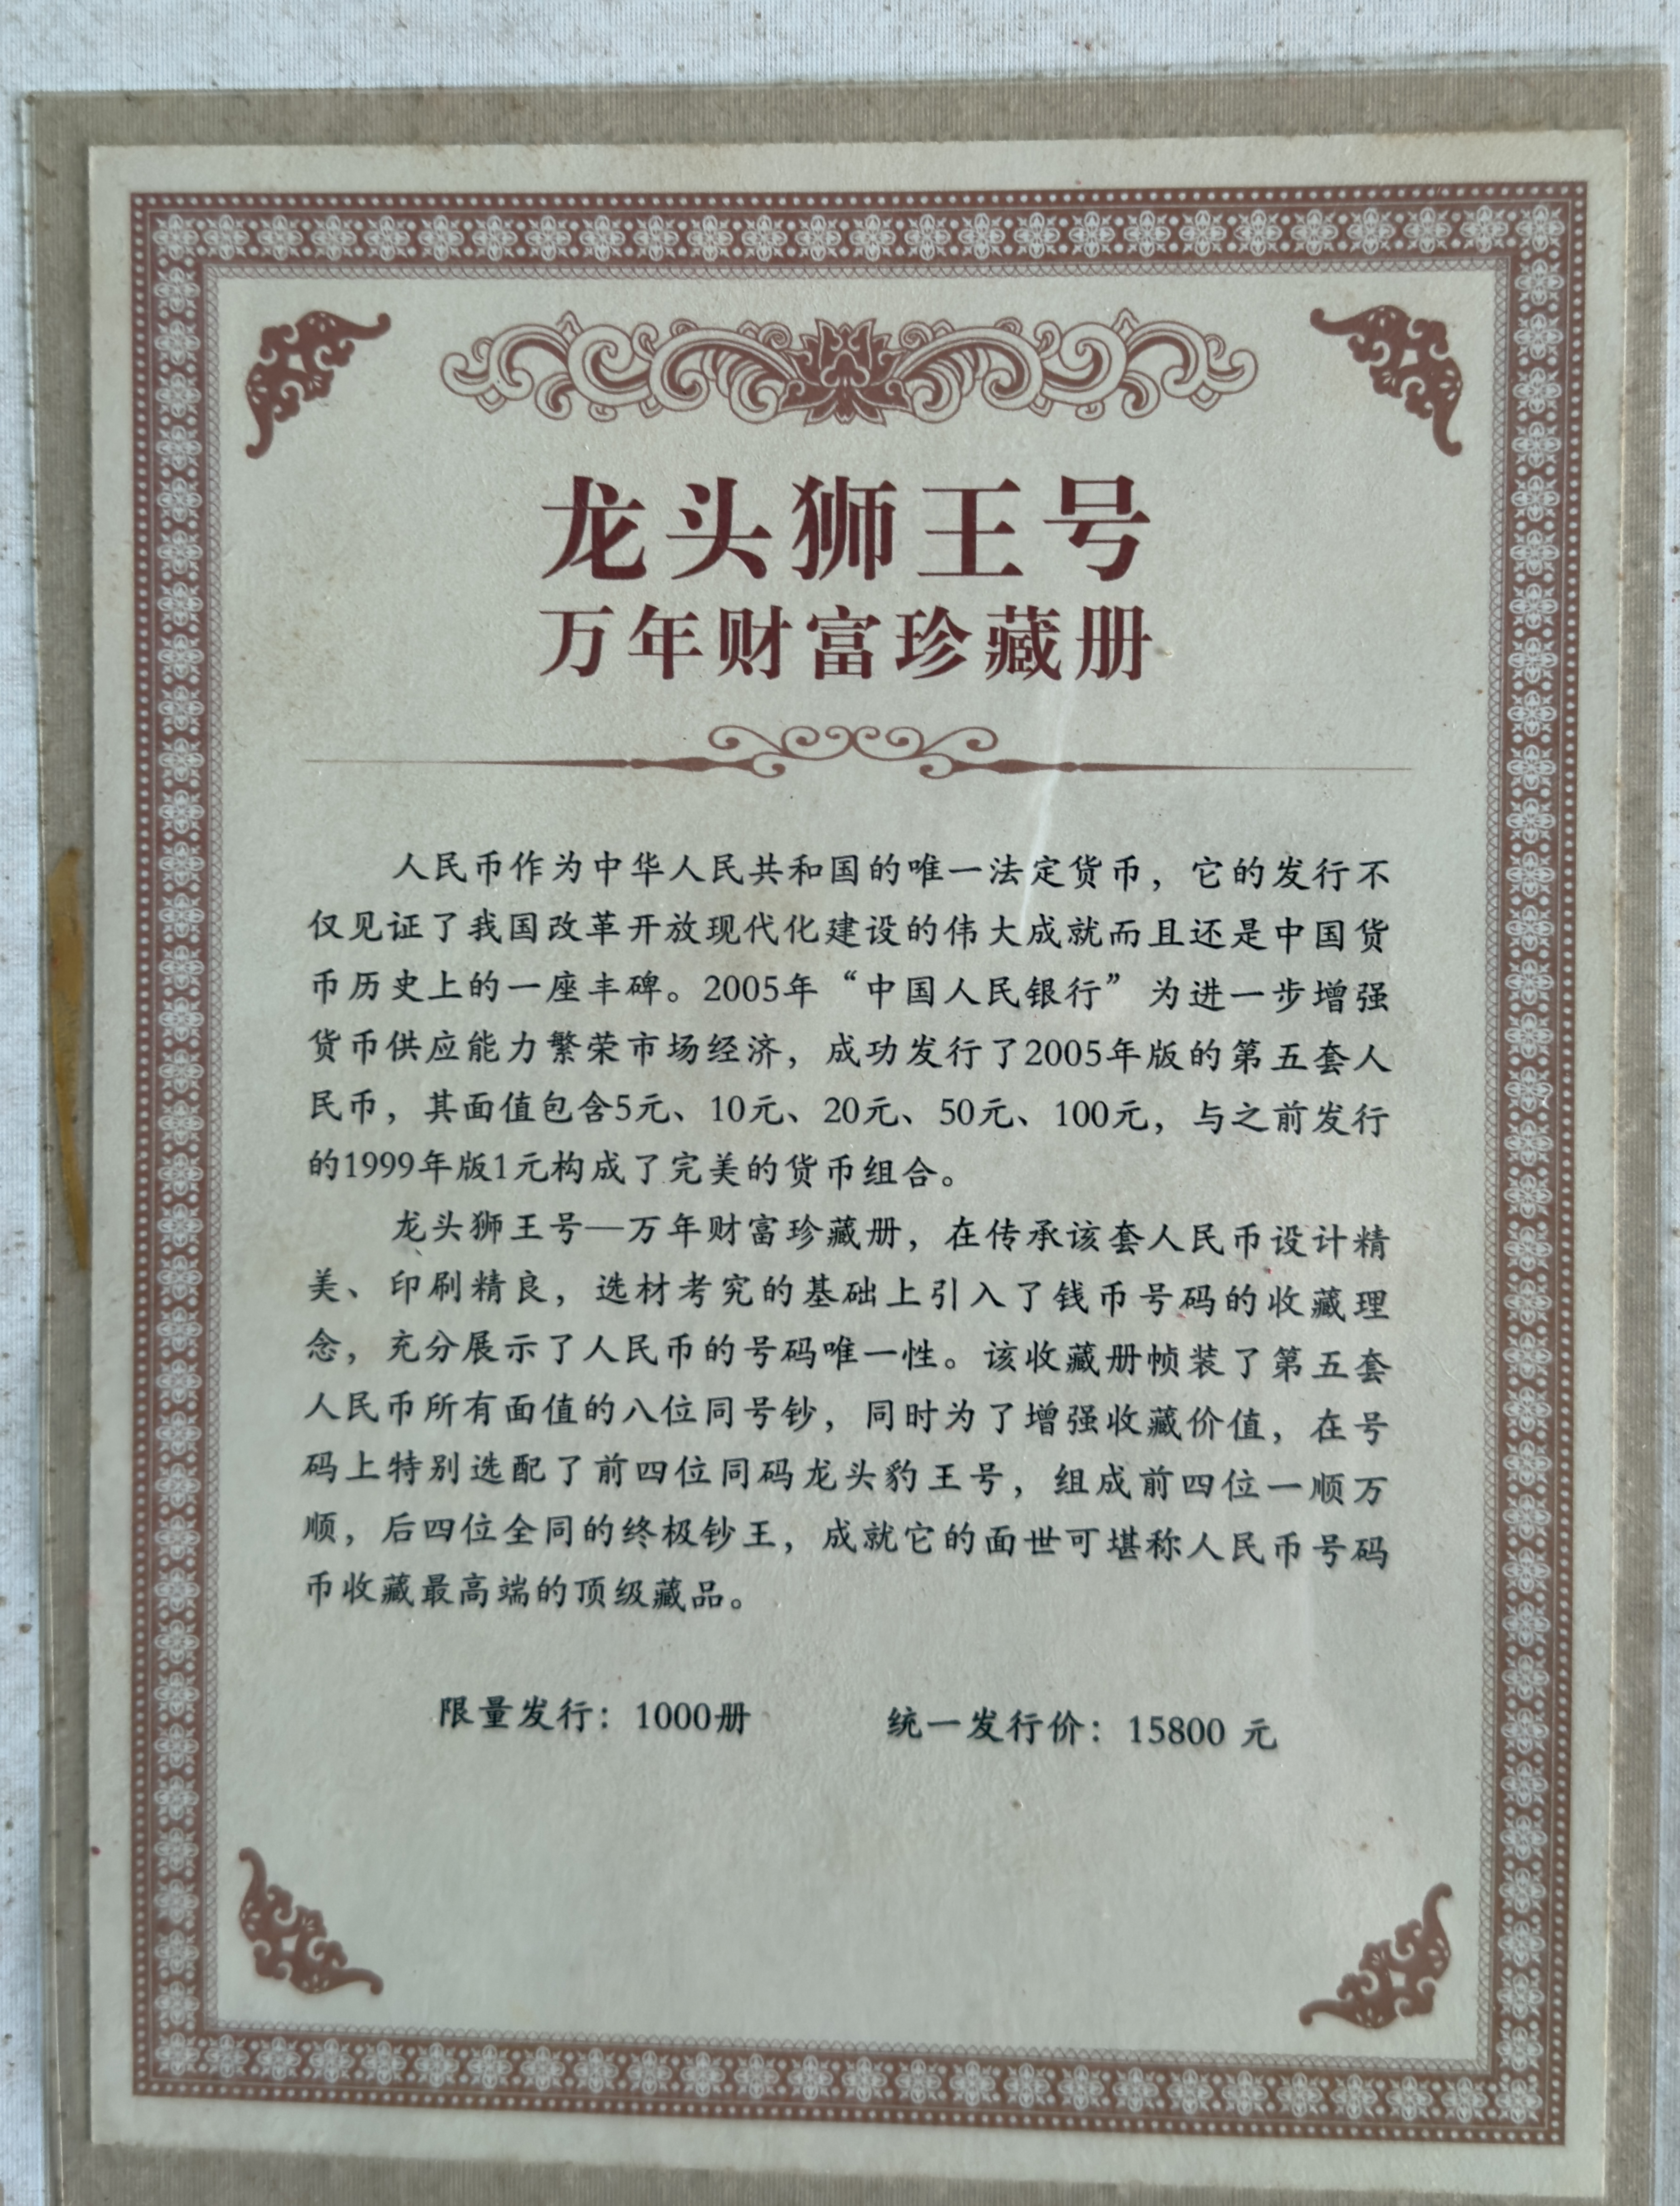 龙头狮王号
万年财富珍藏册
人民币作为中华人民共和国的唯一法定货币，它的发行不
仅见证了我国改革开放现代化建设的伟大成就而且还是中国货
币历史上的一座丰碑。2005年“中国人民银行”为进一步增强
货币供应能力繁荣市场经济，成功发行了2005年版的第五套人
民币，其面值包含5元、10元、20元、50元、100元，与之前发行
的1999年版1元构成了完美的货币组合。
龙头狮王号—万年财富珍藏册，在传承该套人民币设计精
美、印刷精良，选材考究的基础上引入了钱币号码的收藏理
念，充分展示了人民币的号码唯一性。该收藏册帧装了第五套
人民币所有面值的八位同号钞，同时为了增强收藏价值，在号
码上特别选配了前四位同码龙头豹王号，组成前四位一顺万
顺，后四位全同的终极钞王，成就它的面世可堪称人民币号码
币收藏最高端的顶级藏品。
限量发行：1000册 统一发行价：15800 元